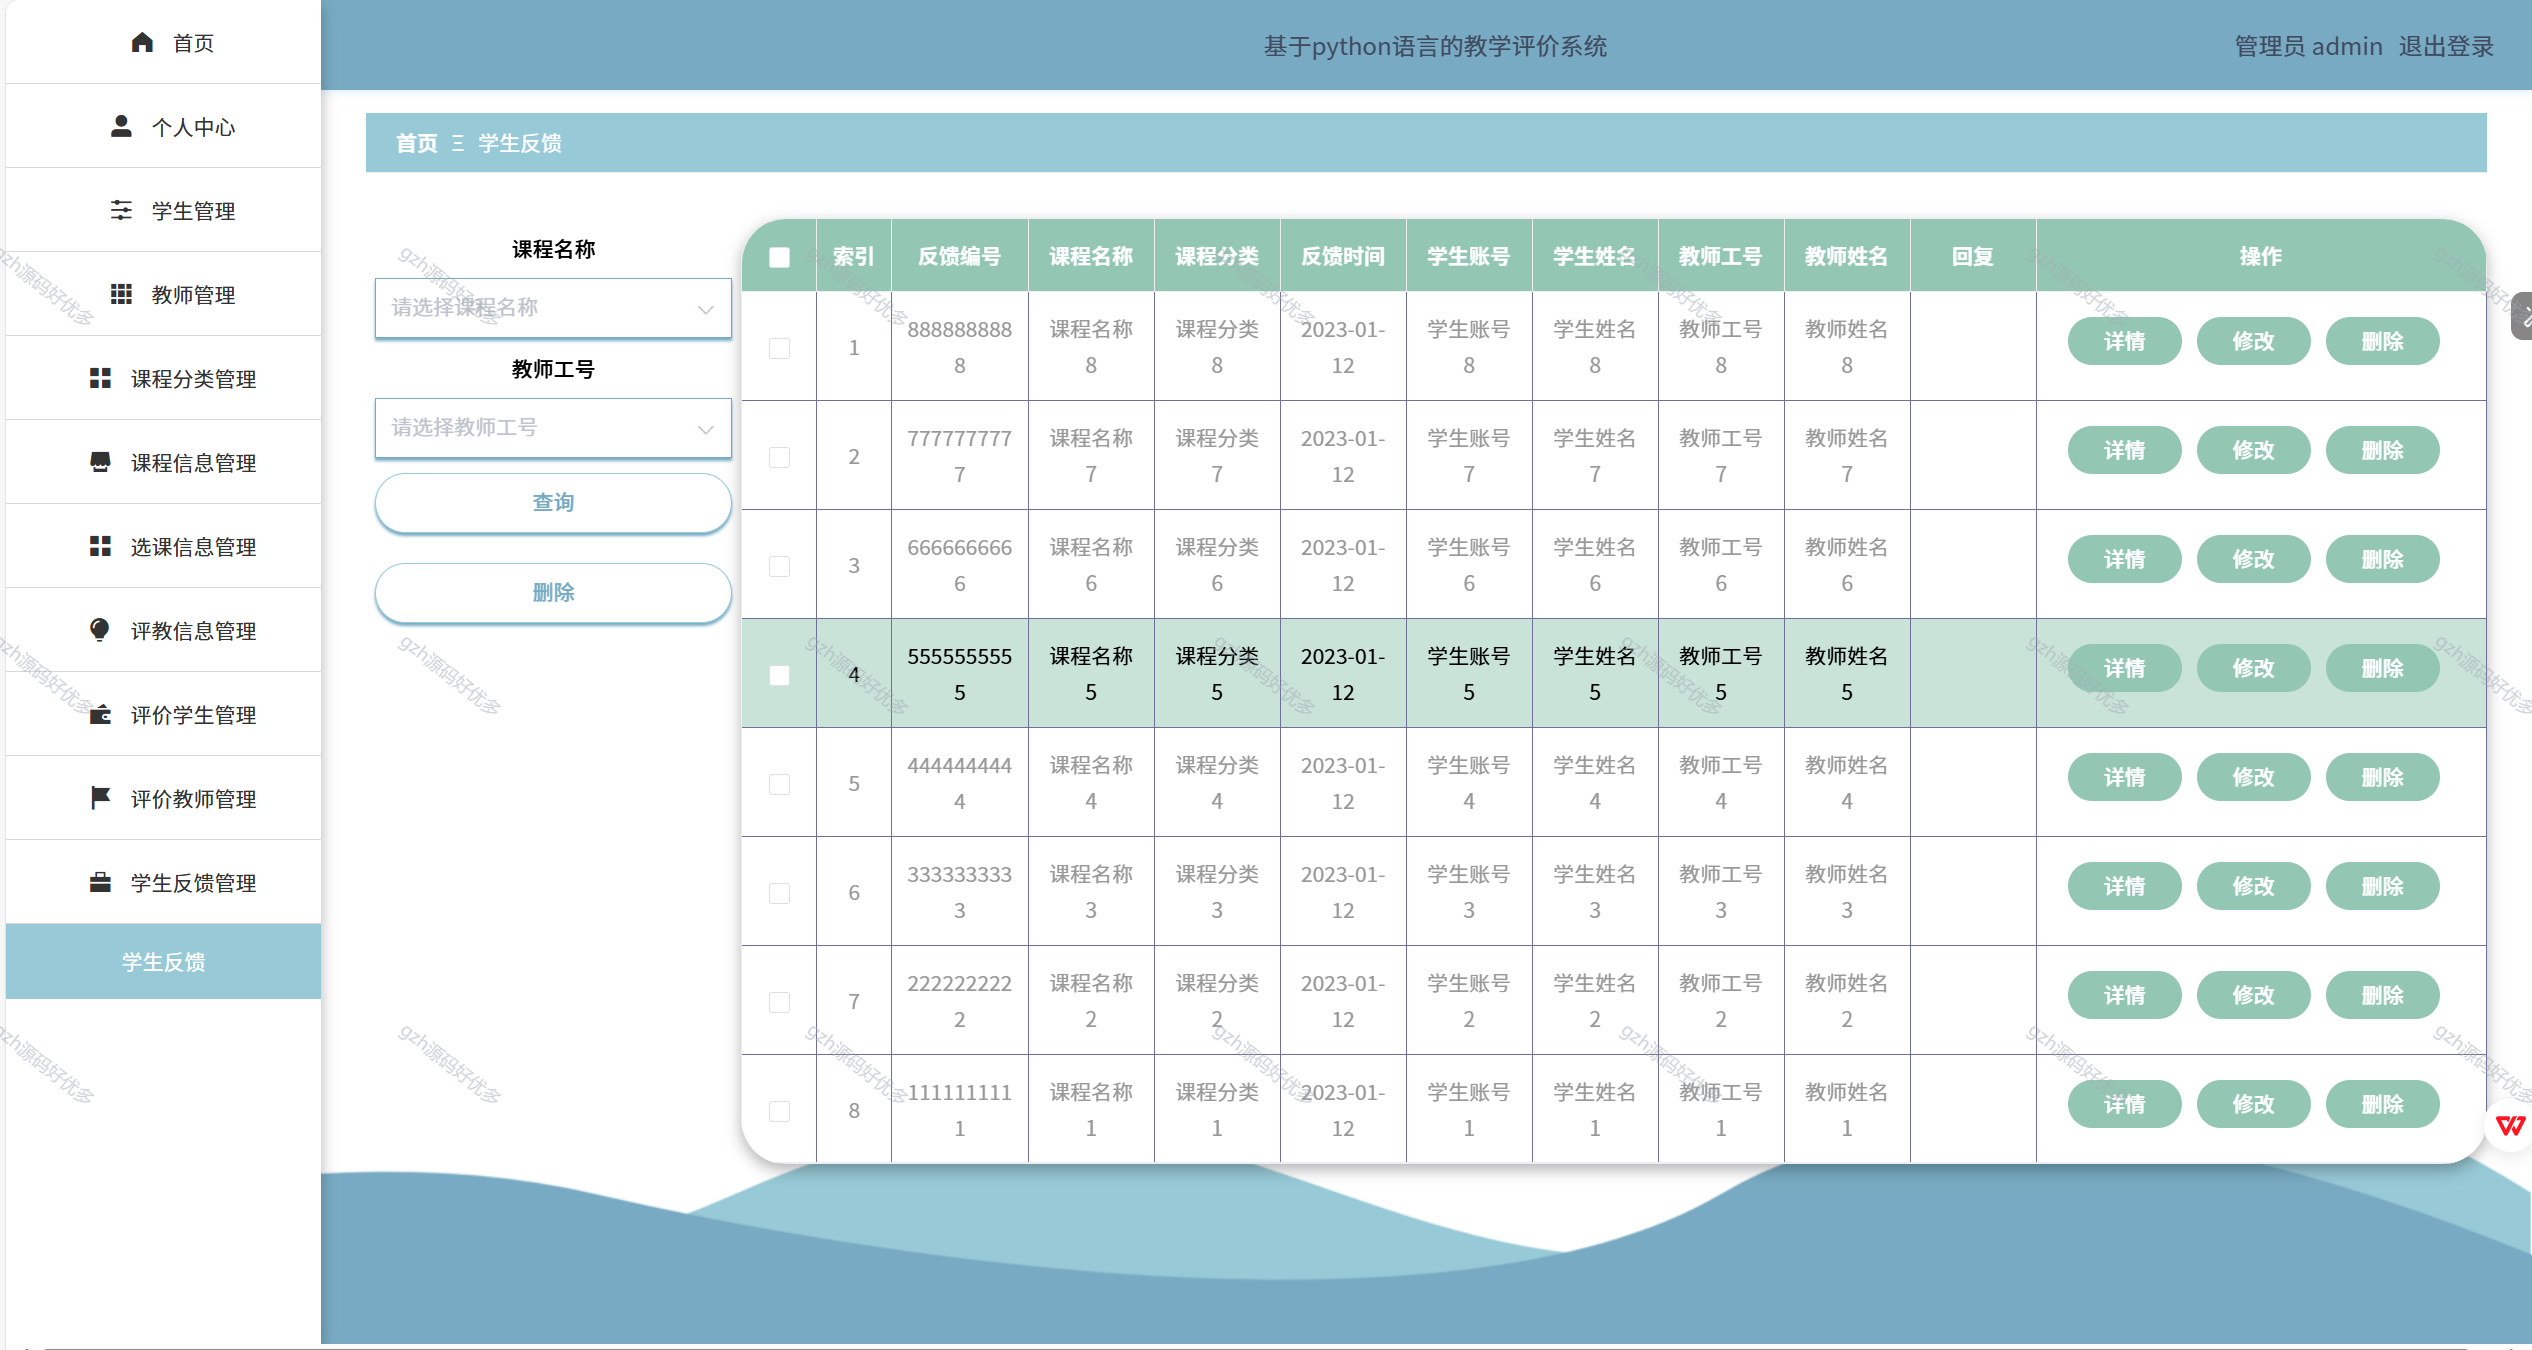 首页
个人中心
学生管理
教师管理
课程分类管理
课程信息管理
选课信息管理
评教信息管理
评价学生管理
评价教师管理
学生反馈管理
学生反馈
基于python语言的教学评价系统
管理员 admin 退出登录
首页 Ξ 学生反馈
课程名称
请选择课程名称
教师工号
请选择教师工号
查询
删除
索引 反馈编号 课程名称 课程分类 反馈时间 学生账号 学生姓名 教师工号 教师姓名 回复 操作
1 8888888888 课程名称8 课程分类8 2023-01-12 学生账号8 学生姓名8 教师工号8 教师姓名8 详情 修改 删除
2 7777777777 课程名称7 课程分类7 2023-01-12 学生账号7 学生姓名7 教师工号7 教师姓名7 详情 修改 删除
3 6666666666 课程名称6 课程分类6 2023-01-12 学生账号6 学生姓名6 教师工号6 教师姓名6 详情 修改 删除
4 5555555555 课程名称5 课程分类5 2023-01-12 学生账号5 学生姓名5 教师工号5 教师姓名5 详情 修改 删除
5 4444444444 课程名称4 课程分类4 2023-01-12 学生账号4 学生姓名4 教师工号4 教师姓名4 详情 修改 删除
6 3333333333 课程名称3 课程分类3 2023-01-12 学生账号3 学生姓名3 教师工号3 教师姓名3 详情 修改 删除
7 2222222222 课程名称2 课程分类2 2023-01-12 学生账号2 学生姓名2 教师工号2 教师姓名2 详情 修改 删除
8 1111111111 课程名称1 课程分类1 2023-01-12 学生账号1 学生姓名1 教师工号1 教师姓名1 详情 修改 删除
gzh源码好优多